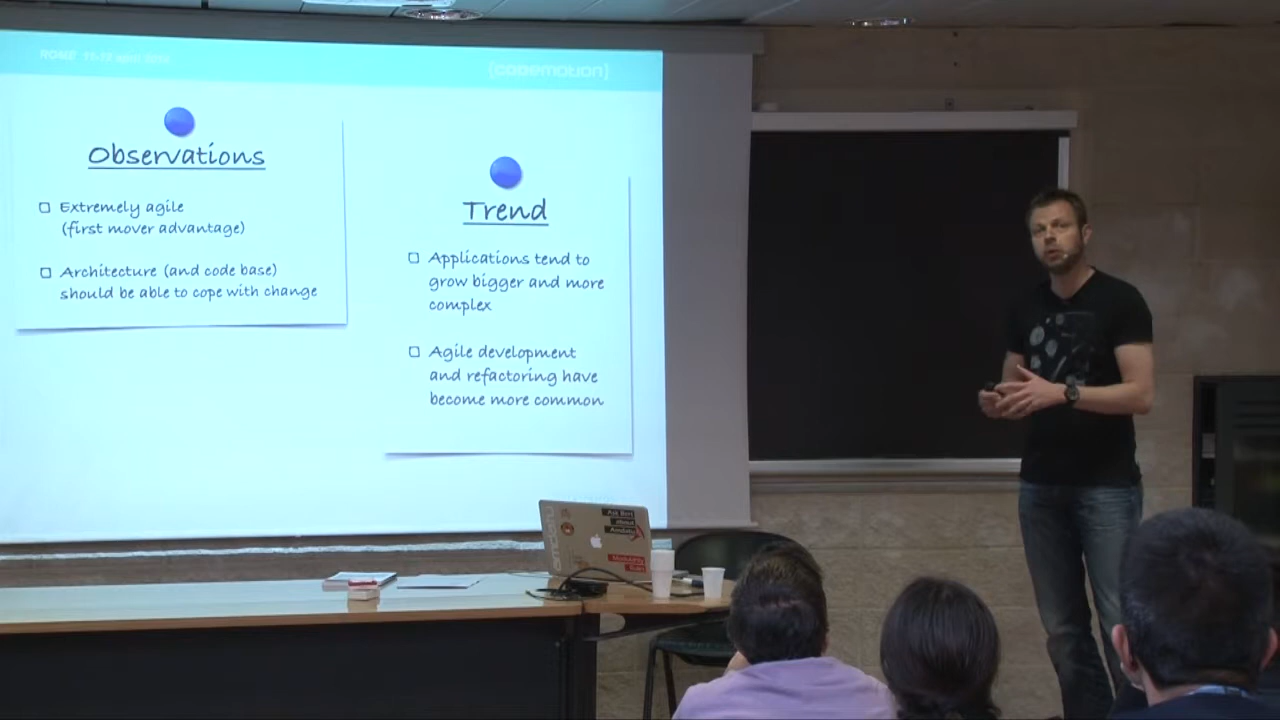 ROME
{codemotion}
Observations
Extremely agile
(first mover advantage)
Architecture (and code base)
should be able to cope with change
Trend
Applications tend to
grow bigger and more
complex
Agile development
and refactoring have
become more common